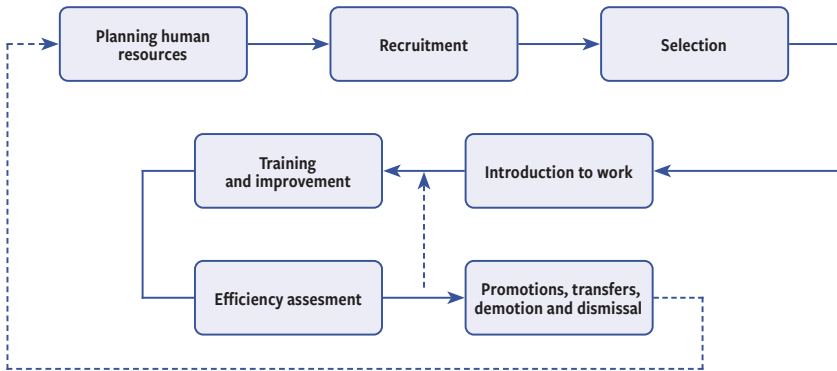 Planning human
resources
Recruitment
Selection
Training
and improvement
Introduction to work
Efficiency assesment
Promotions, transfers,
demotion and dismissal